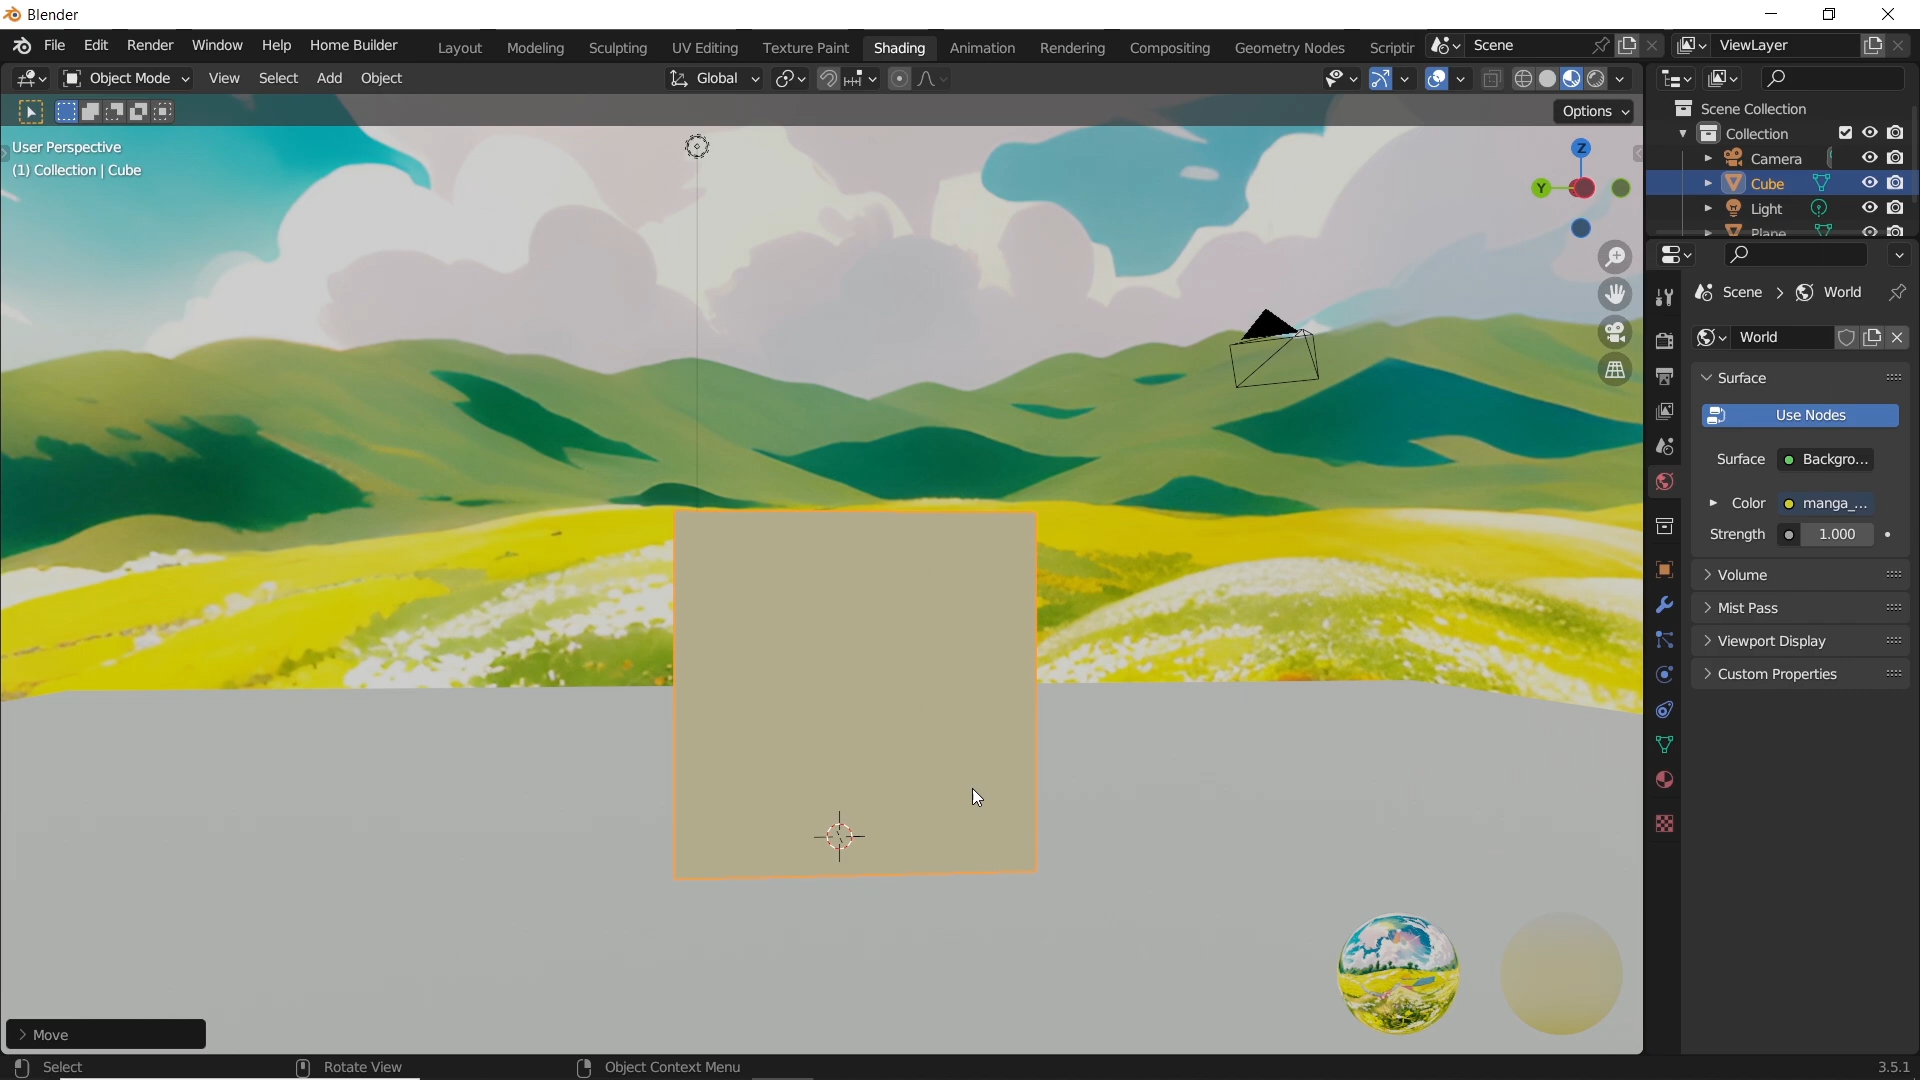 Blender
File Edit Render Window Help Home Builder Layout Modeling Sculpting UV Editing Texture Paint Shading Animation Rendering Compositing Geometry Nodes Scriptir Scene ViewLayer
Object Mode View Select Add Object Global
Options
User Perspective
(1) Collection | Cube
Z
Y
Scene Collection
Collection
Camera
Cube
Light
Plane
Scene > World
World
Surface
Use Nodes
Surface Backgro...
Color manga_...
Strength 1.000
Volume
Mist Pass
Viewport Display
Custom Properties
Move
Select Rotate View Object Context Menu 3.5.1